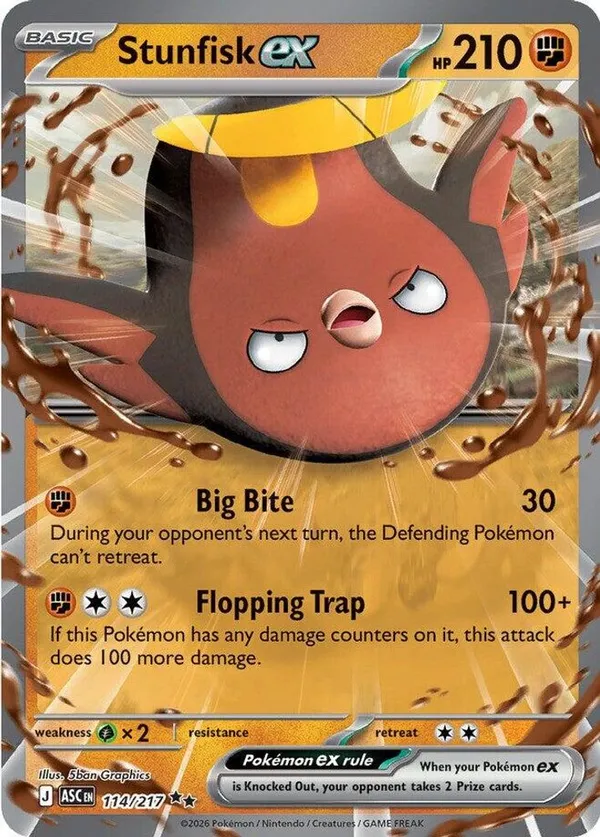 BASIC
Stunfisk ex HP 210
Big Bite 30
During your opponent's next turn, the Defending Pokémon
can't retreat.
Flopping Trap 100+
If this Pokémon has any damage counters on it, this attack
does 100 more damage.
weakness ×2 resistance retreat
Illus. 5ban Graphics
Pokémon ex rule When your Pokémon ex
is Knocked Out, your opponent takes 2 Prize cards.
J ASC EN 114/217
©2026 Pokémon / Nintendo / Creatures / GAME FREAK